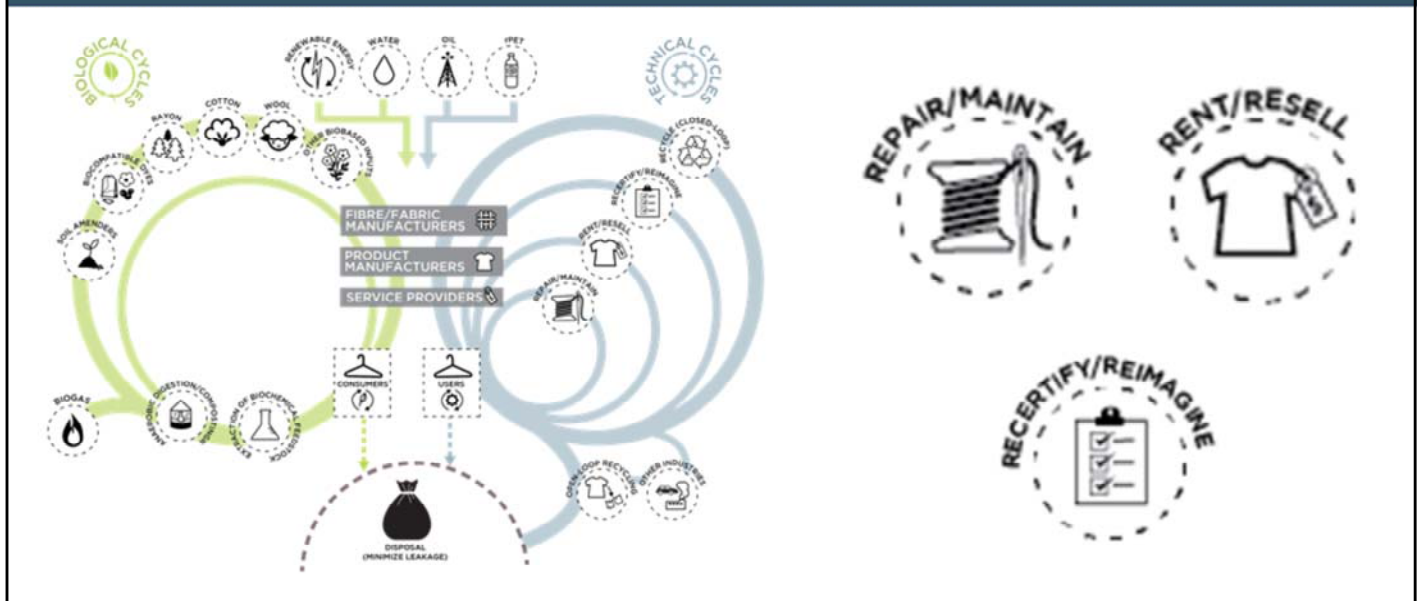 BIOLOGICAL CYCLES
RENEWABLE ENERGY
WATER
OIL
rPET
TECHNICAL CYCLES
SOIL AMENDERS
BIOCOMPATIBLE DYES
RAYON
COTTON
WOOL
OTHER BIOBASED INPUTS
RECYCLE (CLOSED-LOOP)
RECERTIFY/REIMAGINE
RENT/RESELL
REPAIR/MAINTAIN
FIBRE/FABRIC
MANUFACTURERS
PRODUCT
MANUFACTURERS
SERVICE PROVIDERS
CONSUMERS
USERS
BIOGAS
ANAEROBIC DIGESTION/COMPOSTING
EXTRACTION OF BIOCHEMICAL FEEDSTOCK
OPEN-LOOP RECYCLING
OTHER INDUSTRIES
DISPOSAL
(MINIMIZE LEAKAGE)
REPAIR/MAINTAIN
RENT/RESELL
$
RECERTIFY/REIMAGINE